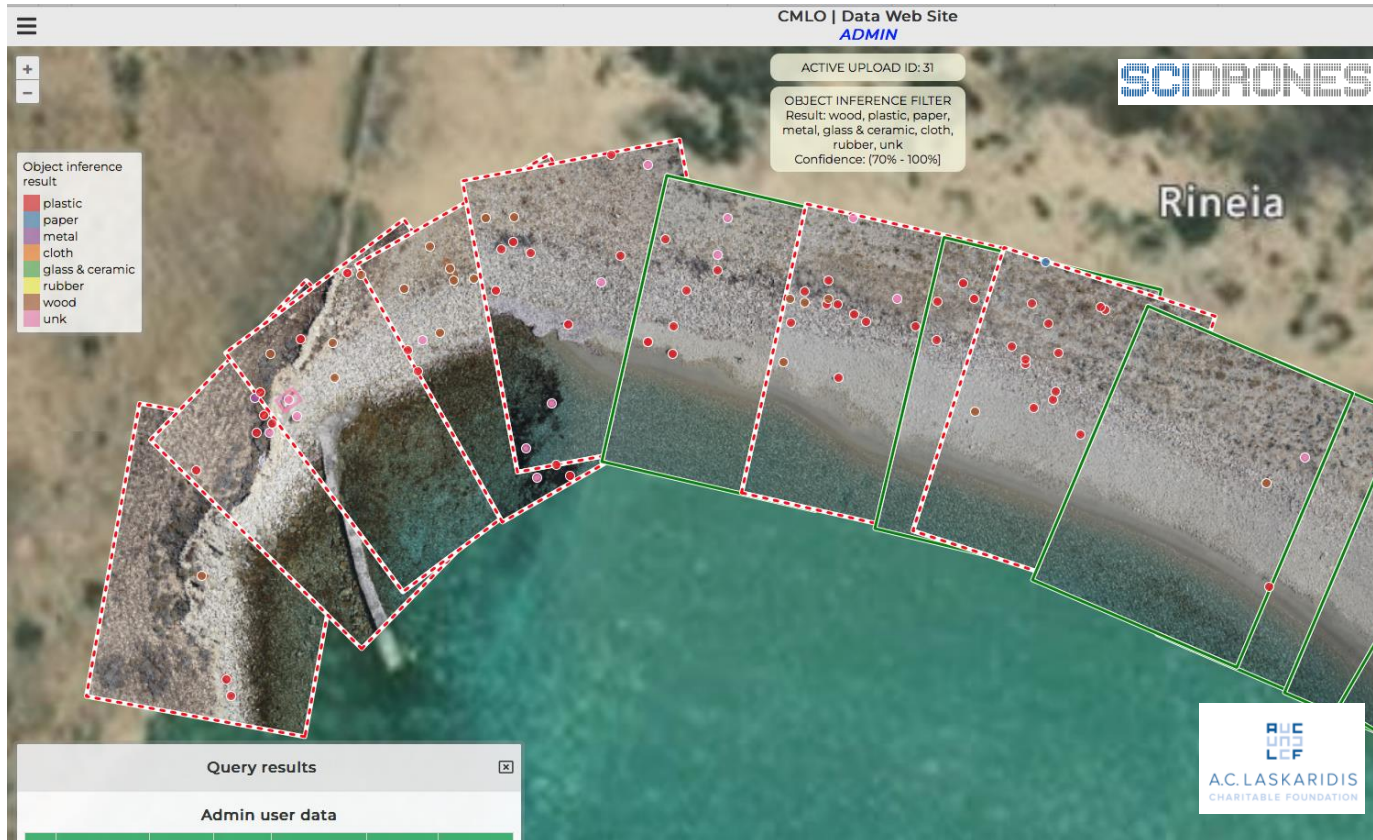 CMLO | Data Web Site
ADMIN
+
−
ACTIVE UPLOAD ID: 31
SCIDRONES
OBJECT INFERENCE FILTER
Result: wood, plastic, paper,
metal, glass & ceramic, cloth,
rubber, unk
Confidence: (70% - 100%]
Object inference
result
plastic
paper
metal
cloth
glass & ceramic
rubber
wood
unk
Rineia
Query results
Admin user data
AUC
LCF
A.C. LASKARIDIS
CHARITABLE FOUNDATION